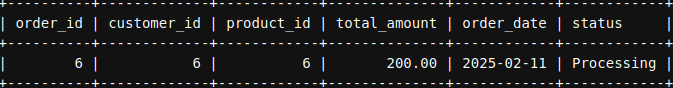 +----------+-------------+------------+--------------+------------+------------+
| order_id | customer_id | product_id | total_amount | order_date | status     |
+----------+-------------+------------+--------------+------------+------------+
|        6 |           6 |          6 |       200.00 | 2025-02-11 | Processing |
+----------+-------------+------------+--------------+------------+------------+